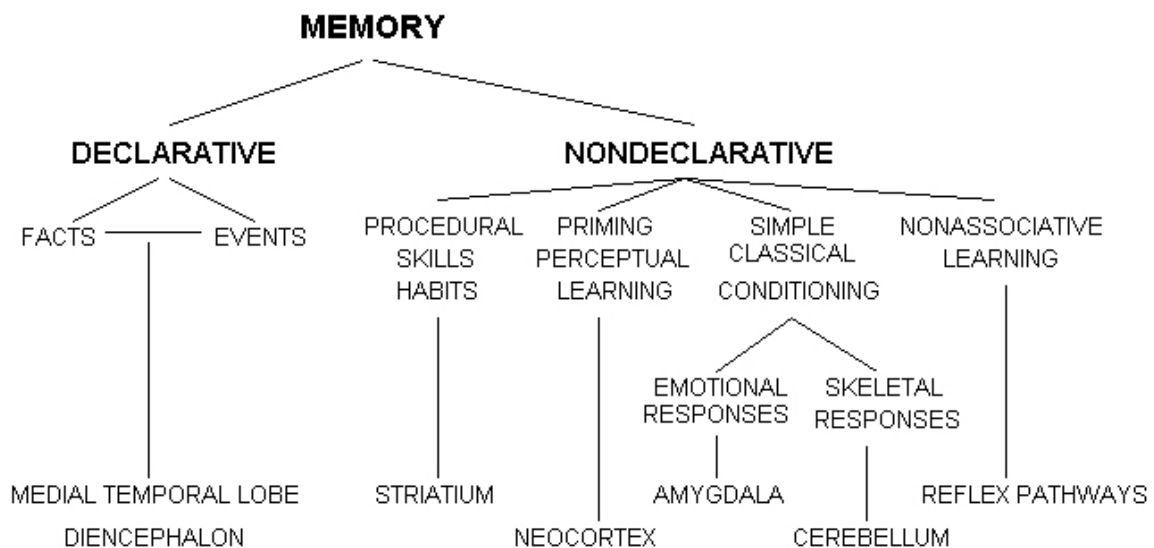 MEMORY
DECLARATIVE
NONDECLARATIVE
FACTS
EVENTS
PROCEDURAL
SKILLS
HABITS
PRIMING
PERCEPTUAL
LEARNING
SIMPLE
CLASSICAL
CONDITIONING
NONASSOCIATIVE
LEARNING
EMOTIONAL
RESPONSES
SKELETAL
RESPONSES
MEDIAL TEMPORAL LOBE
DIENCEPHALON
STRIATIUM
NEOCORTEX
AMYGDALA
CEREBELLUM
REFLEX PATHWAYS